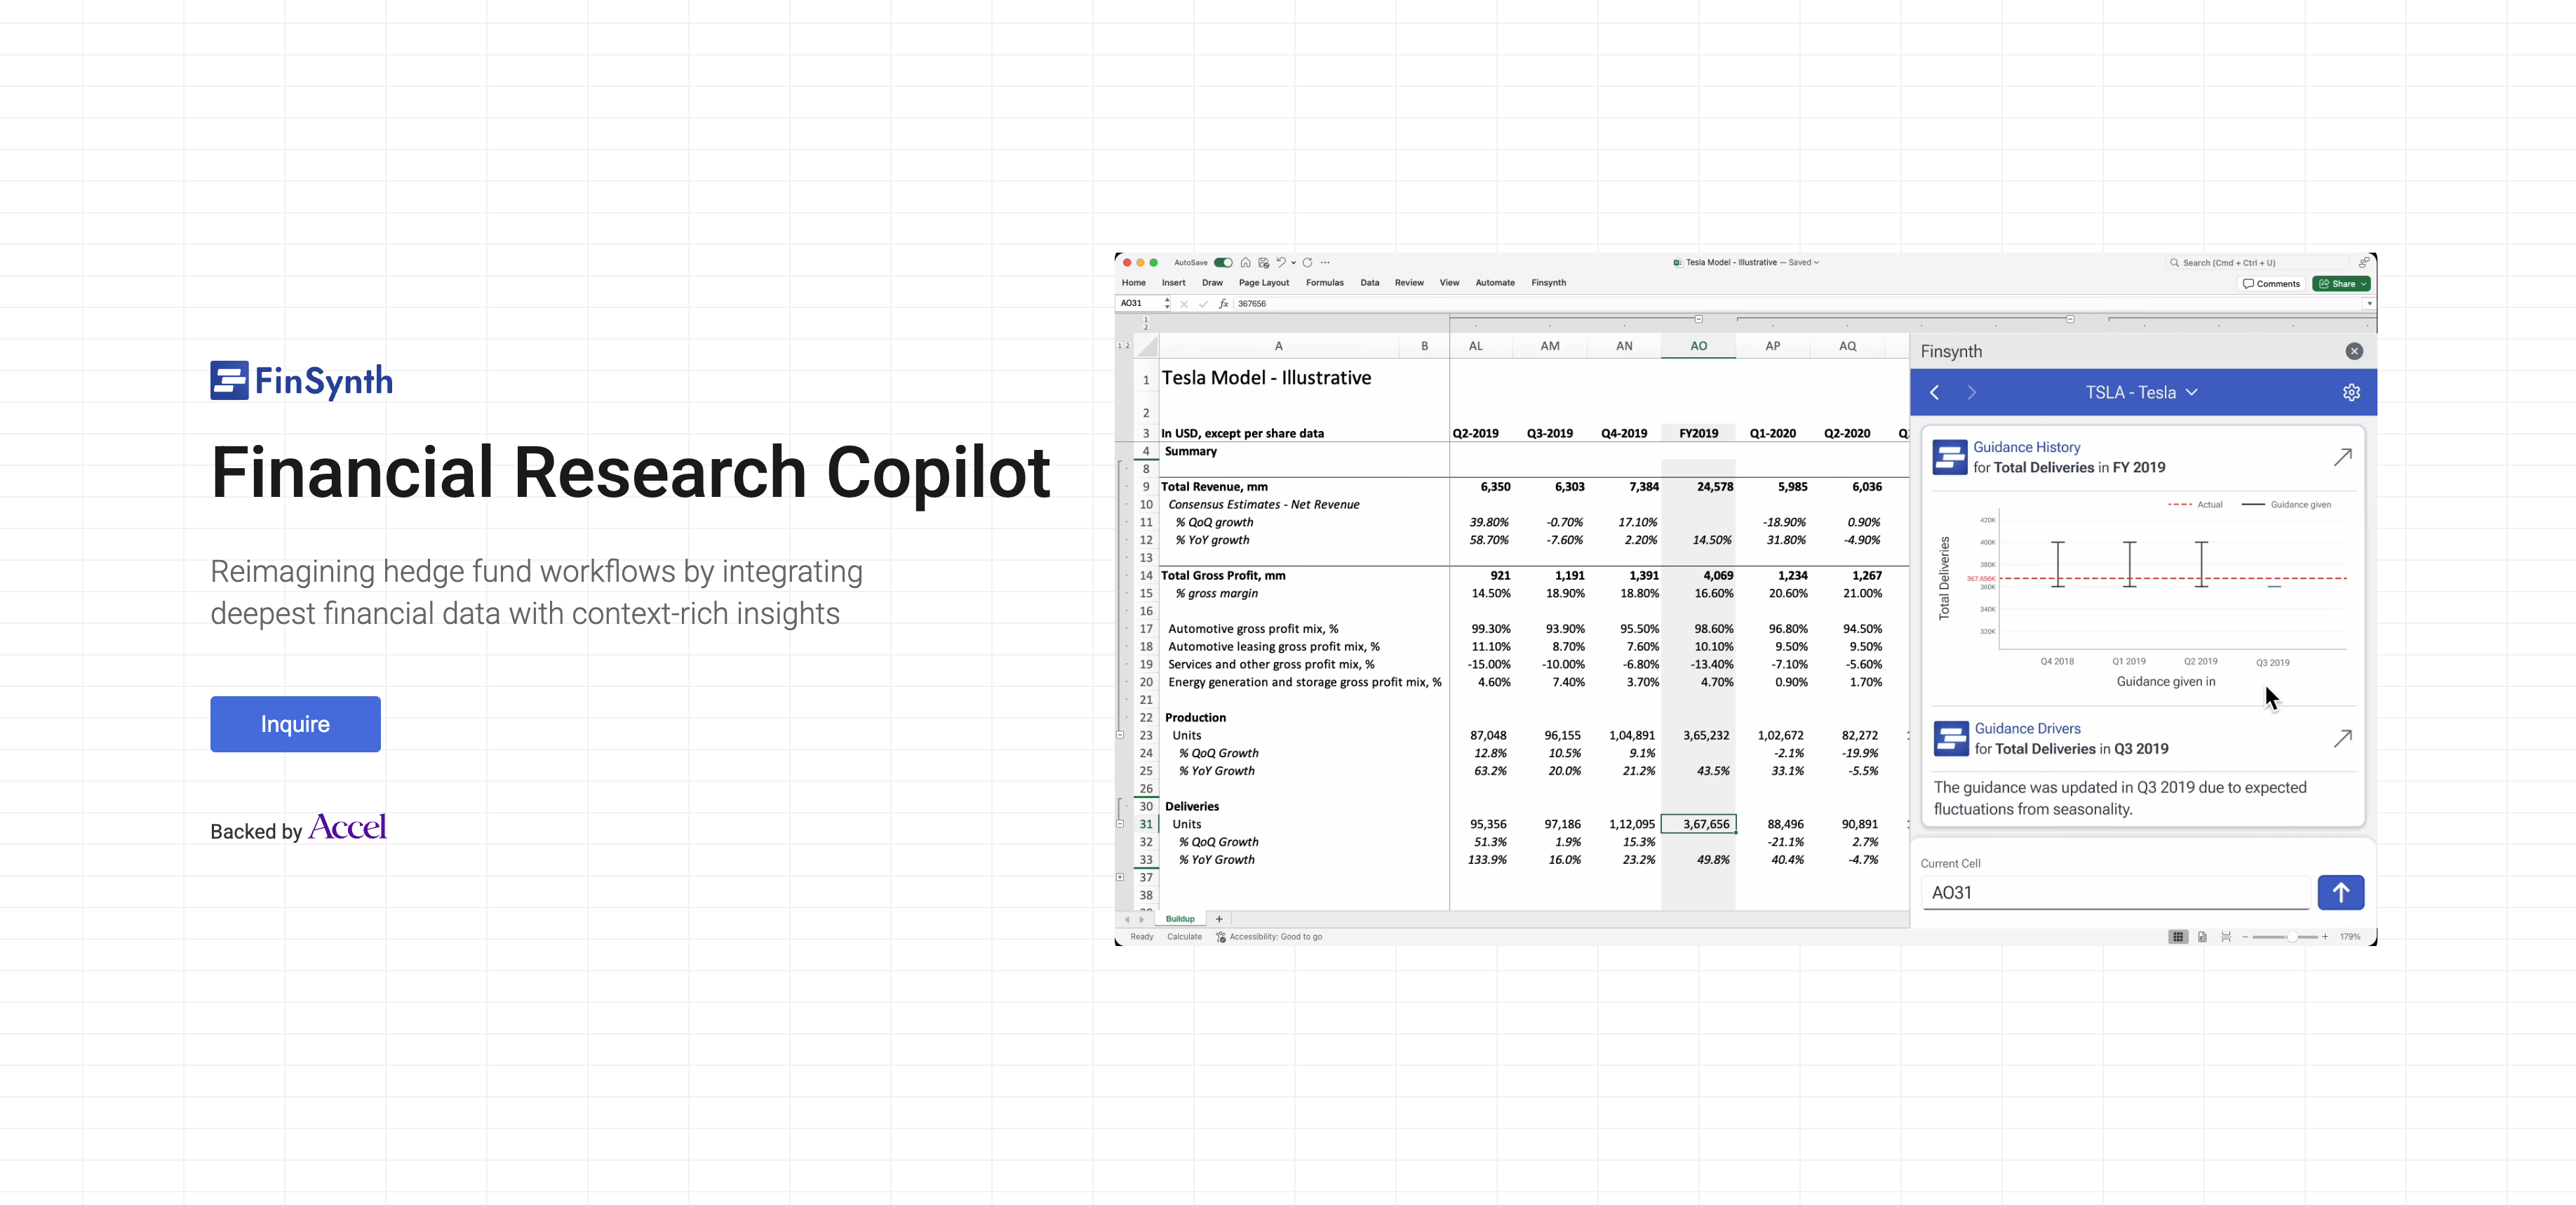 FinSynth
Financial Research Copilot
Reimagining hedge fund workflows by integrating
deepest financial data with context-rich insights
Inquire
Backed by Accel
AutoSave
Tesla Model - Illustrative — Saved
Search (Cmd + Ctrl + U)
Home Insert Draw Page Layout Formulas Data Review View Automate Finsynth
Comments Share
AO31 fx 367656
1
2
1 2 A B AL AM AN AO AP AQ
1 Tesla Model - Illustrative
2
3 In USD, except per share data Q2-2019 Q3-2019 Q4-2019 FY2019 Q1-2020 Q2-2020
4 Summary
8
9 Total Revenue, mm 6,350 6,303 7,384 24,578 5,985 6,036
10 Consensus Estimates - Net Revenue
11 % QoQ growth 39.80% -0.70% 17.10% -18.90% 0.90%
12 % YoY growth 58.70% -7.60% 2.20% 14.50% 31.80% -4.90%
13
14 Total Gross Profit, mm 921 1,191 1,391 4,069 1,234 1,267
15 % gross margin 14.50% 18.90% 18.80% 16.60% 20.60% 21.00%
16
17 Automotive gross profit mix, % 99.30% 93.90% 95.50% 98.60% 96.80% 94.50%
18 Automotive leasing gross profit mix, % 11.10% 8.70% 7.60% 10.10% 9.50% 9.50%
19 Services and other gross profit mix, % -15.00% -10.00% -6.80% -13.40% -7.10% -5.60%
20 Energy generation and storage gross profit mix, % 4.60% 7.40% 3.70% 4.70% 0.90% 1.70%
21
22 Production
23 Units 87,048 96,155 1,04,891 3,65,232 1,02,672 82,272
24 % QoQ Growth 12.8% 10.5% 9.1% -2.1% -19.9%
25 % YoY Growth 63.2% 20.0% 21.2% 43.5% 33.1% -5.5%
26
30 Deliveries
31 Units 95,356 97,186 1,12,095 3,67,656 88,496 90,891
32 % QoQ Growth 51.3% 1.9% 15.3% -21.1% 2.7%
33 % YoY Growth 133.9% 16.0% 23.2% 49.8% 40.4% -4.7%
37
38
Buildup
Ready Calculate Accessibility: Good to go
179%
Finsynth
TSLA - Tesla
Guidance History
for Total Deliveries in FY 2019
Actual Guidance given
Total Deliveries
420K
400K
380K
367,656K
360K
340K
320K
Q4 2018 Q1 2019 Q2 2019 Q3 2019
Guidance given in
Guidance Drivers
for Total Deliveries in Q3 2019
The guidance was updated in Q3 2019 due to expected
fluctuations from seasonality.
Current Cell
AO31